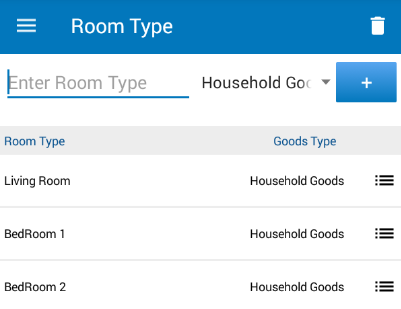 Room Type
Enter Room Type Household Goo
+
Room Type Goods Type
Living Room Household Goods
BedRoom 1 Household Goods
BedRoom 2 Household Goods